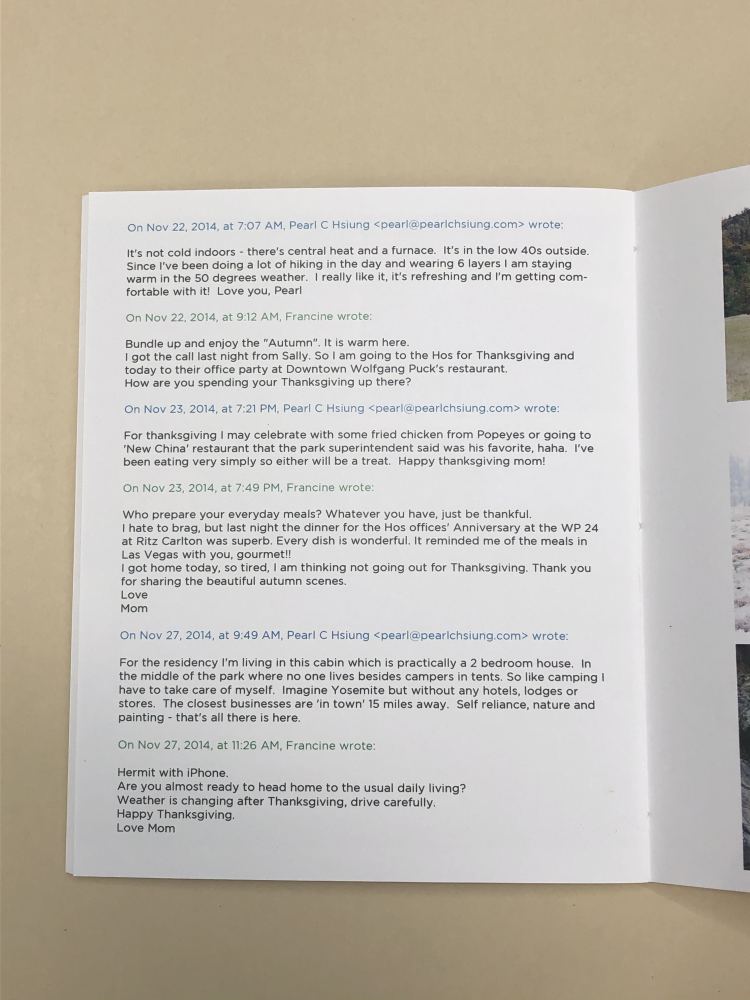 On Nov 22, 2014, at 7:07 AM, Pearl C Hsiung <pearl@pearlchsiung.com> wrote:
It's not cold indoors - there's central heat and a furnace.  It's in the low 40s outside.
Since I've been doing a lot of hiking in the day and wearing 6 layers I am staying
warm in the 50 degrees weather.  I really like it, it's refreshing and I'm getting com-
fortable with it!  Love you, Pearl
On Nov 22, 2014, at 9:12 AM, Francine wrote:
Bundle up and enjoy the "Autumn". It is warm here.
I got the call last night from Sally. So I am going to the Hos for Thanksgiving and
today to their office party at Downtown Wolfgang Puck's restaurant.
How are you spending your Thanksgiving up there?
On Nov 23, 2014, at 7:21 PM, Pearl C Hsiung <pearl@pearlchsiung.com> wrote:
For thanksgiving I may celebrate with some fried chicken from Popeyes or going to
'New China' restaurant that the park superintendent said was his favorite, haha.  I've
been eating very simply so either will be a treat.  Happy thanksgiving mom!
On Nov 23, 2014, at 7:49 PM, Francine wrote:
Who prepare your everyday meals? Whatever you have, just be thankful.
I hate to brag, but last night the dinner for the Hos offices' Anniversary at the WP 24
at Ritz Carlton was superb. Every dish is wonderful. It reminded me of the meals in
Las Vegas with you, gourmet!!
I got home today, so tired, I am thinking not going out for Thanksgiving. Thank you
for sharing the beautiful autumn scenes.
Love
Mom
On Nov 27, 2014, at 9:49 AM, Pearl C Hsiung <pearl@pearlchsiung.com> wrote:
For the residency I'm living in this cabin which is practically a 2 bedroom house.  In
the middle of the park where no one lives besides campers in tents. So like camping I
have to take care of myself.  Imagine Yosemite but without any hotels, lodges or
stores.  The closest businesses are 'in town' 15 miles away.  Self reliance, nature and
painting - that's all there is here.
On Nov 27, 2014, at 11:26 AM, Francine wrote:
Hermit with iPhone.
Are you almost ready to head home to the usual daily living?
Weather is changing after Thanksgiving, drive carefully.
Happy Thanksgiving.
Love Mom